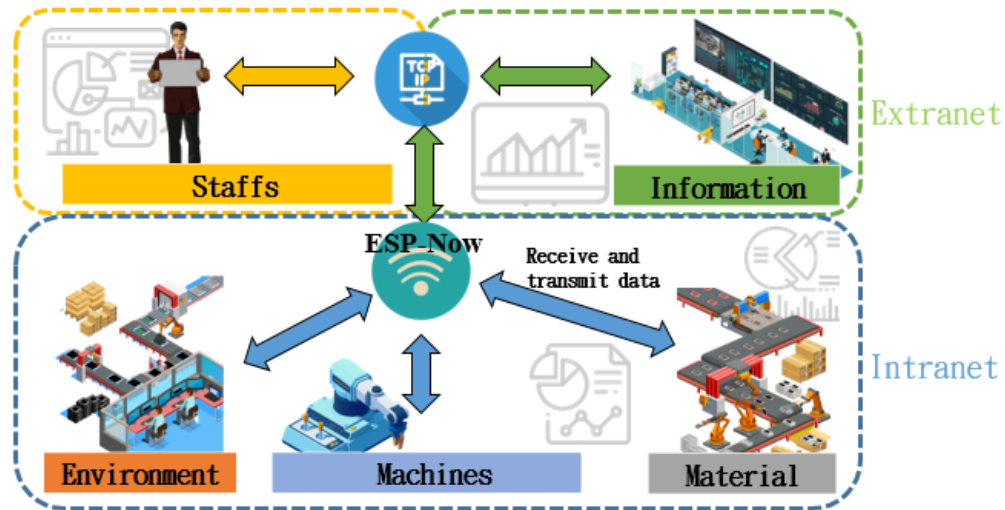 TCP
IP
Extranet
Staffs
Information
ESP-Now
Receive and
transmit data
Intranet
Environment
Machines
Material